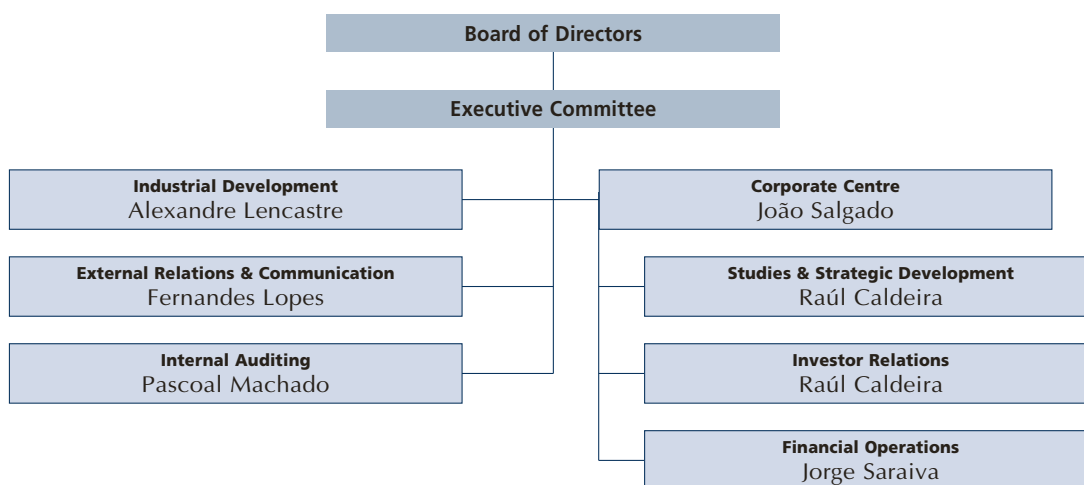 Board of Directors
Executive Committee
Industrial Development
Alexandre Lencastre
Corporate Centre
João Salgado
External Relations & Communication
Fernandes Lopes
Studies & Strategic Development
Raúl Caldeira
Internal Auditing
Pascoal Machado
Investor Relations
Raúl Caldeira
Financial Operations
Jorge Saraiva